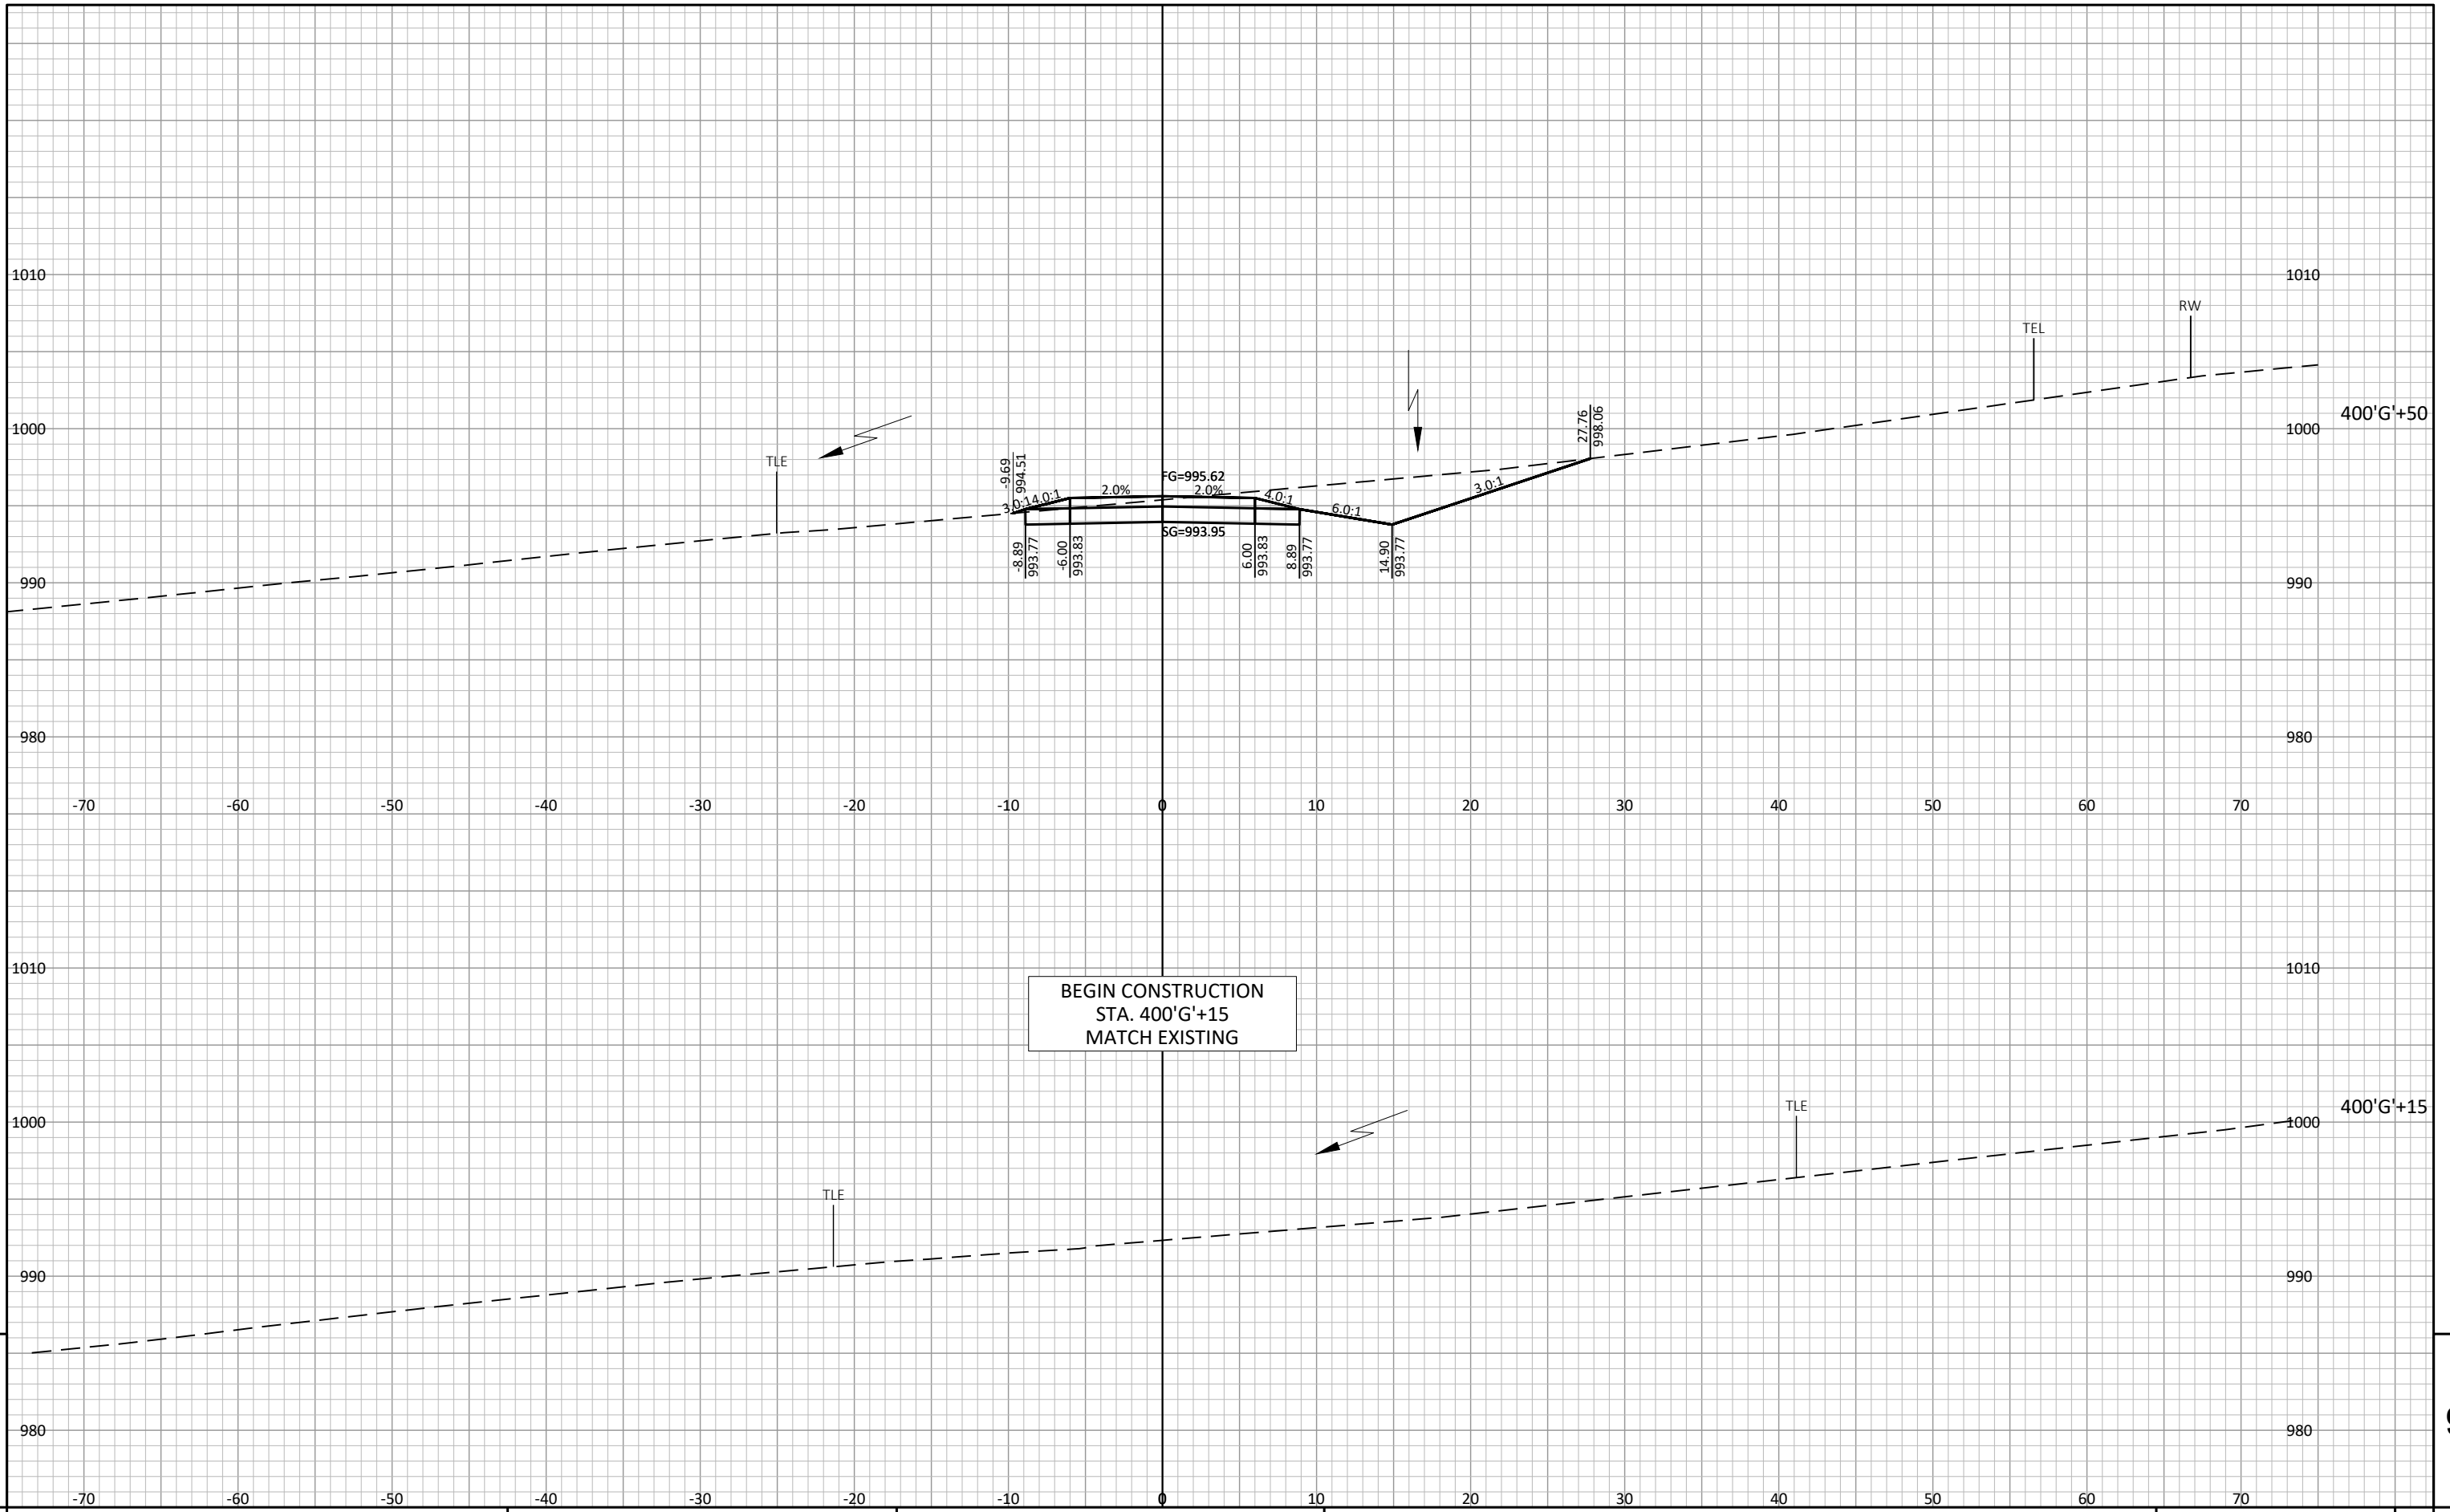 1010 1010
RW
TEL
400'G'+50
1000 1000
27.76
998.06
TLE
-9.69
994.51
FG=995.62
3.0:1 4.0:1 2.0% 2.0% 4.0:1 6.0:1 3.0:1
SG=993.95
-8.89
993.77
-6.00
993.83
6.00
993.83
8.89
993.77
14.90
993.77
990 990
980 980
-70 -60 -50 -40 -30 -20 -10 0 10 20 30 40 50 60 70
1010 1010
BEGIN CONSTRUCTION
STA. 400'G'+15
MATCH EXISTING
TLE
400'G'+15
1000 1000
TLE
990 990
980 980
-70 -60 -50 -40 -30 -20 -10 0 10 20 30 40 50 60 70